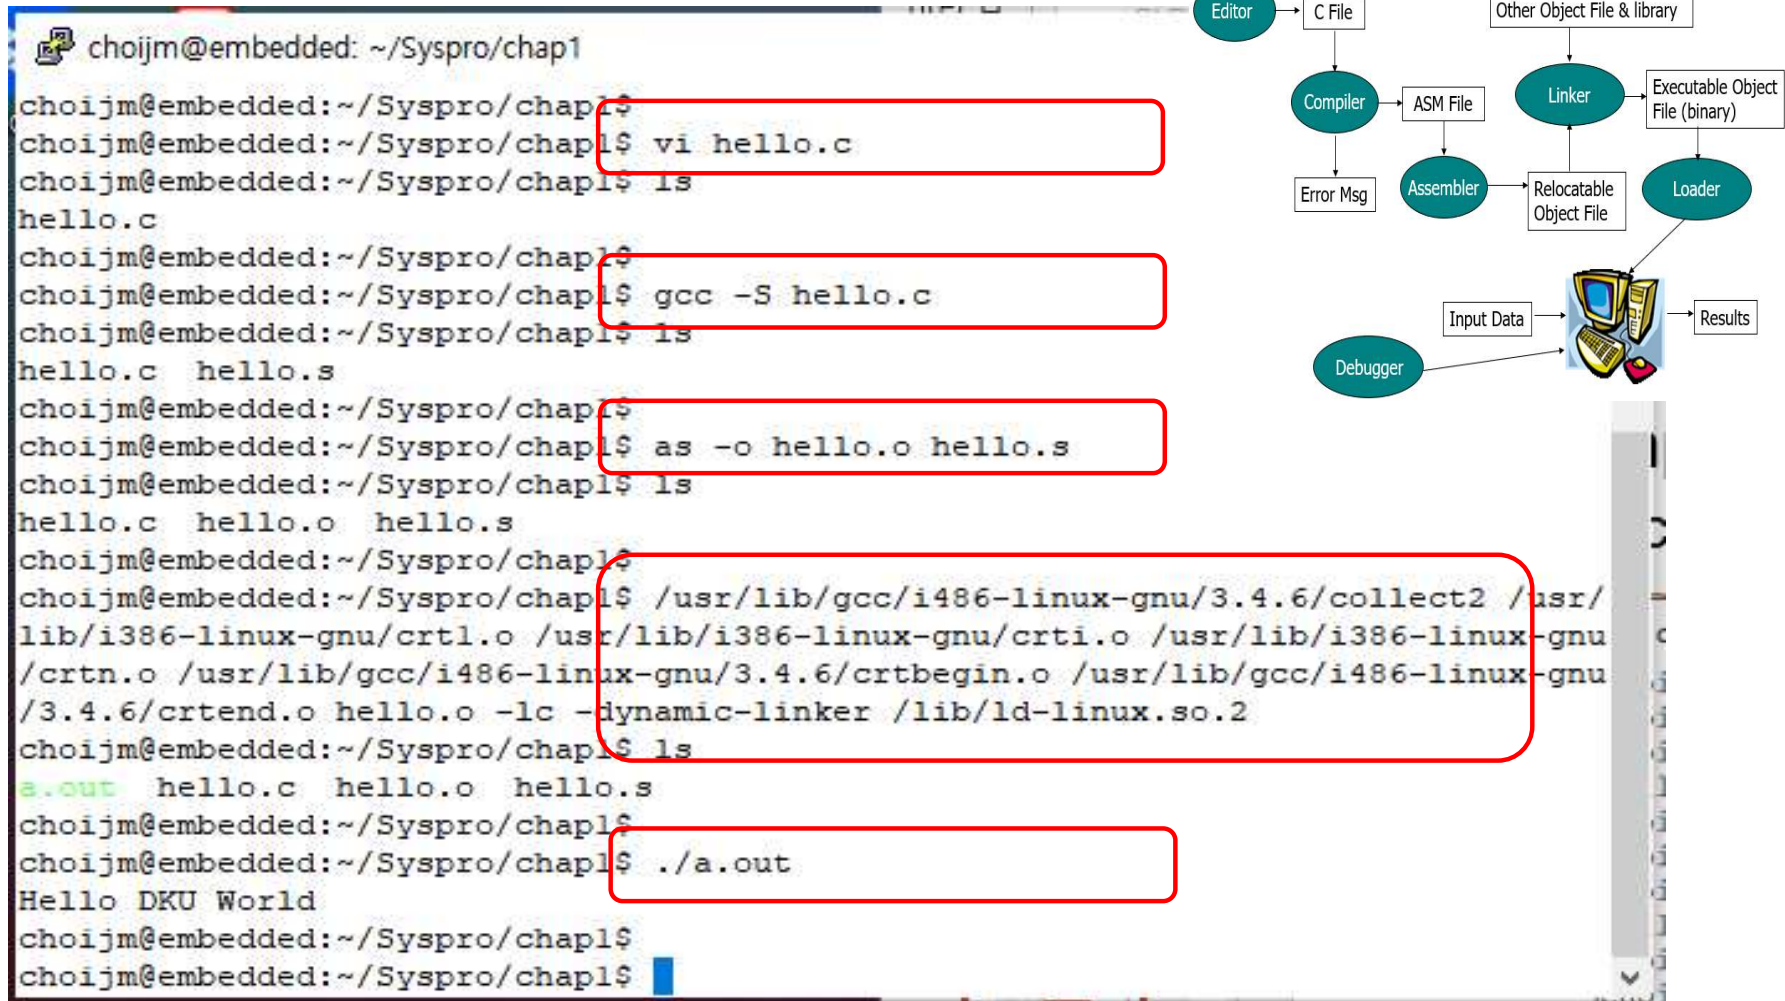 choijm@embedded: ~/Syspro/chap1
choijm@embedded:~/Syspro/chap1$
choijm@embedded:~/Syspro/chap1$ vi hello.c
choijm@embedded:~/Syspro/chap1$ ls
hello.c
choijm@embedded:~/Syspro/chap1$
choijm@embedded:~/Syspro/chap1$ gcc -S hello.c
choijm@embedded:~/Syspro/chap1$ ls
hello.c  hello.s
choijm@embedded:~/Syspro/chap1$
choijm@embedded:~/Syspro/chap1$ as -o hello.o hello.s
choijm@embedded:~/Syspro/chap1$ ls
hello.c  hello.o  hello.s
choijm@embedded:~/Syspro/chap1$
choijm@embedded:~/Syspro/chap1$ /usr/lib/gcc/i486-linux-gnu/3.4.6/collect2 /usr/
lib/i386-linux-gnu/crt1.o /usr/lib/i386-linux-gnu/crti.o /usr/lib/i386-linux-gnu
/crtn.o /usr/lib/gcc/i486-linux-gnu/3.4.6/crtbegin.o /usr/lib/gcc/i486-linux-gnu
/3.4.6/crtend.o hello.o -lc -dynamic-linker /lib/ld-linux.so.2
choijm@embedded:~/Syspro/chap1$ ls
a.out  hello.c  hello.o  hello.s
choijm@embedded:~/Syspro/chap1$
choijm@embedded:~/Syspro/chap1$ ./a.out
Hello DKU World
choijm@embedded:~/Syspro/chap1$
choijm@embedded:~/Syspro/chap1$
Editor
C File
Other Object File & library
Compiler
ASM File
Linker
Executable Object
File (binary)
Error Msg
Assembler
Relocatable
Object File
Loader
Input Data
Results
Debugger